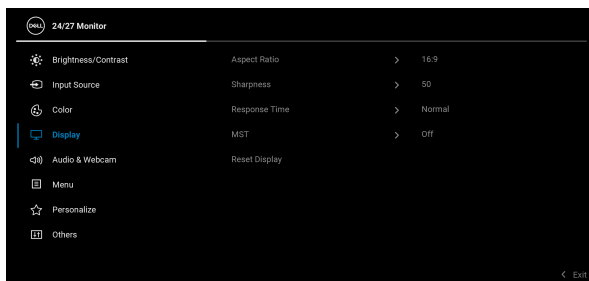 DELL 24/27 Monitor
Brightness/Contrast Aspect Ratio > 16:9
Input Source Sharpness > 50
Color Response Time > Normal
Display MST > Off
Audio & Webcam Reset Display
Menu
Personalize
Others
< Exit